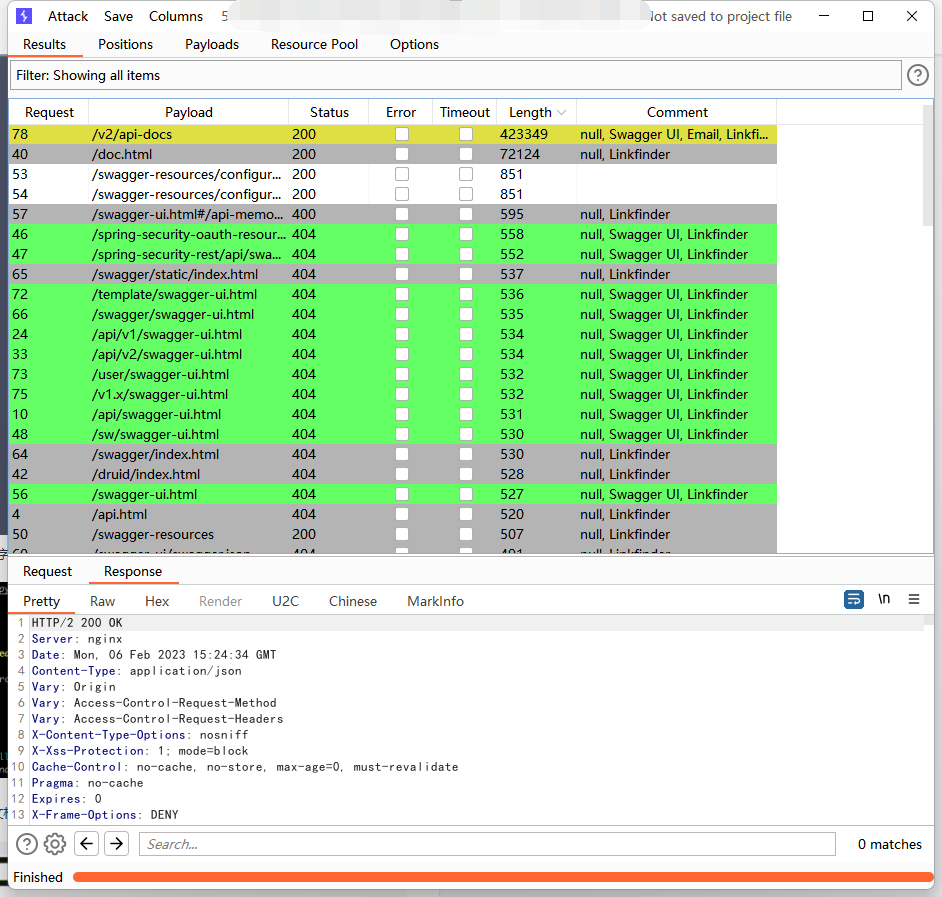 Attack Save Columns 5 Not saved to project file
Results Positions Payloads Resource Pool Options
Filter: Showing all items
Request Payload Status Error Timeout Length Comment
78 /v2/api-docs 200 423349 null, Swagger UI, Email, Linkfi...
40 /doc.html 200 72124 null, Linkfinder
53 /swagger-resources/configur... 200 851
54 /swagger-resources/configur... 200 851
57 /swagger-ui.html#/api-memo... 400 595 null, Linkfinder
46 /spring-security-oauth-resour... 404 558 null, Swagger UI, Linkfinder
47 /spring-security-rest/api/swa... 404 552 null, Swagger UI, Linkfinder
65 /swagger/static/index.html 404 537 null, Linkfinder
72 /template/swagger-ui.html 404 536 null, Swagger UI, Linkfinder
66 /swagger/swagger-ui.html 404 535 null, Swagger UI, Linkfinder
24 /api/v1/swagger-ui.html 404 534 null, Swagger UI, Linkfinder
33 /api/v2/swagger-ui.html 404 534 null, Swagger UI, Linkfinder
73 /user/swagger-ui.html 404 532 null, Swagger UI, Linkfinder
75 /v1.x/swagger-ui.html 404 532 null, Swagger UI, Linkfinder
10 /api/swagger-ui.html 404 531 null, Swagger UI, Linkfinder
48 /sw/swagger-ui.html 404 530 null, Swagger UI, Linkfinder
64 /swagger/index.html 404 530 null, Linkfinder
42 /druid/index.html 404 528 null, Linkfinder
56 /swagger-ui.html 404 527 null, Swagger UI, Linkfinder
4 /api.html 404 520 null, Linkfinder
50 /swagger-resources 200 507 null, Linkfinder
Request Response
Pretty Raw Hex Render U2C Chinese MarkInfo \n
1 HTTP/2 200 OK
2 Server: nginx
3 Date: Mon, 06 Feb 2023 15:24:34 GMT
4 Content-Type: application/json
5 Vary: Origin
6 Vary: Access-Control-Request-Method
7 Vary: Access-Control-Request-Headers
8 X-Content-Type-Options: nosniff
9 X-Xss-Protection: 1; mode=block
10 Cache-Control: no-cache, no-store, max-age=0, must-revalidate
11 Pragma: no-cache
12 Expires: 0
13 X-Frame-Options: DENY
Search... 0 matches
Finished